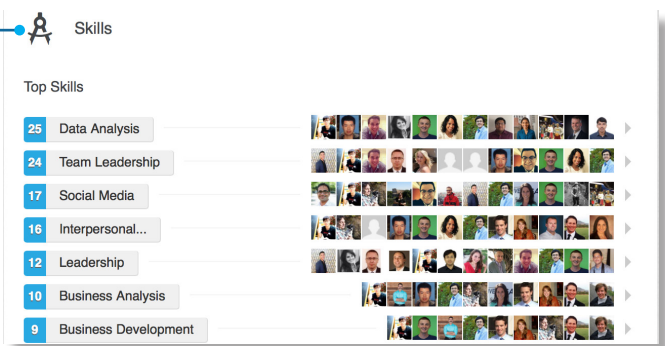 Skills
Top Skills
25 Data Analysis
24 Team Leadership
17 Social Media
16 Interpersonal...
12 Leadership
10 Business Analysis
9 Business Development